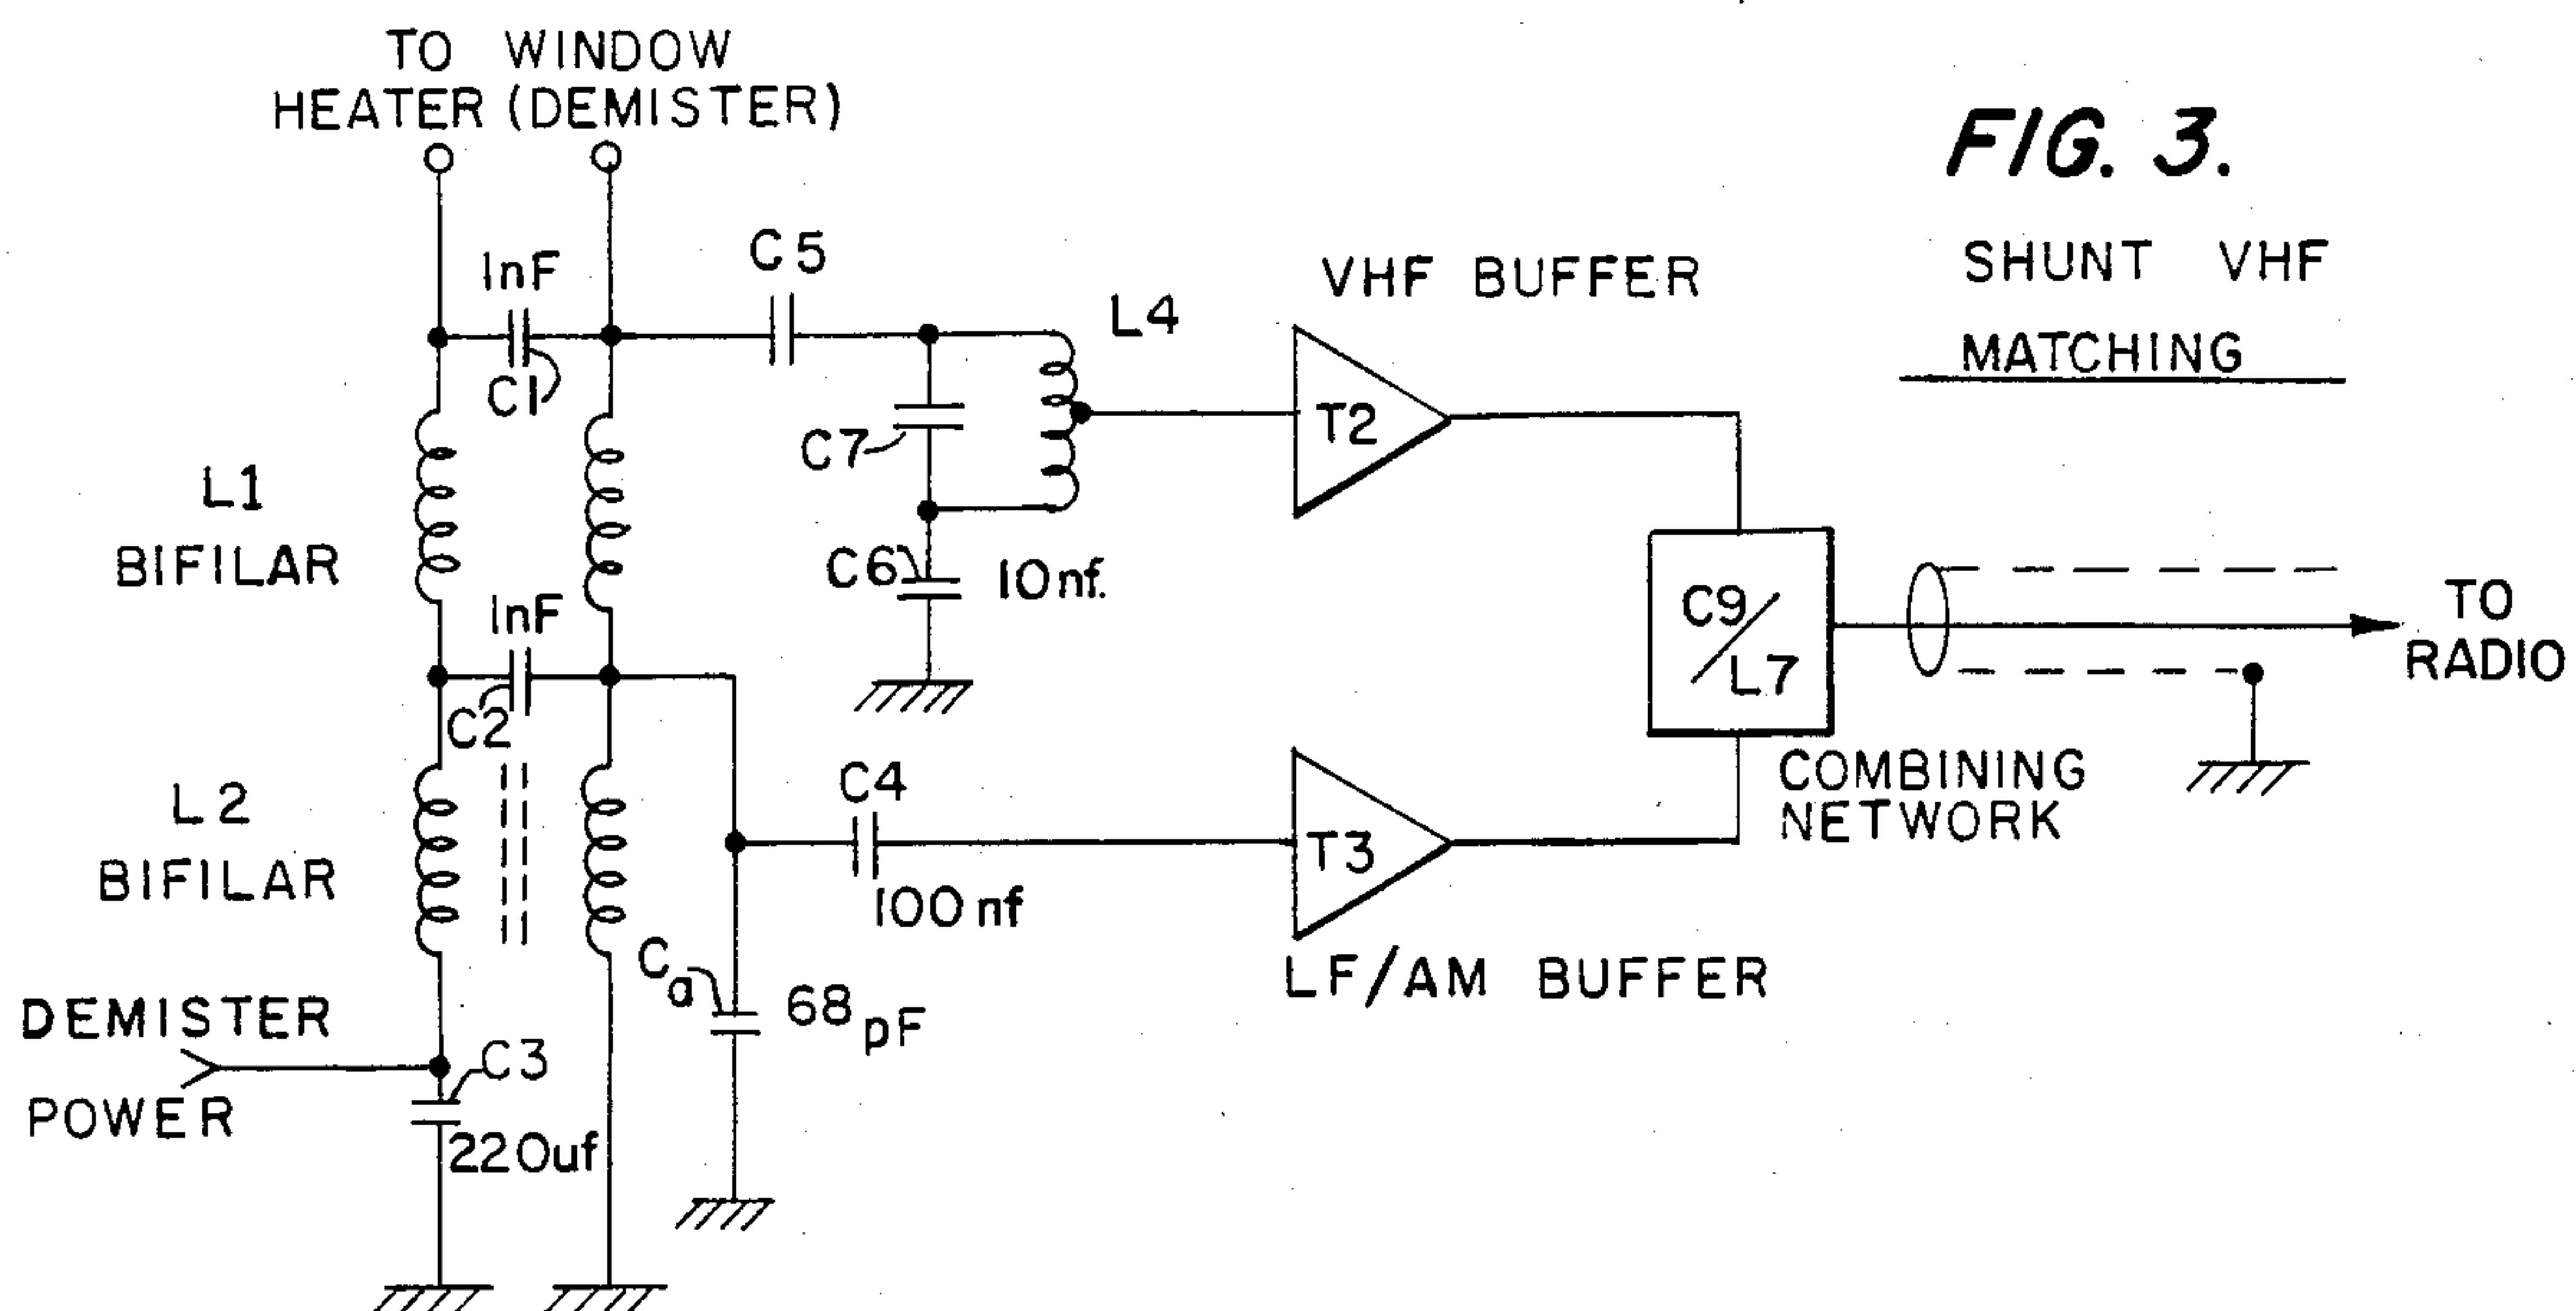 TO WINDOW
HEATER (DEMISTER)
FIG. 3.
SHUNT VHF
MATCHING
1nF
C1
C5
L4
VHF BUFFER
T2
C7
L1
BIFILAR
1nF
C2
C6
10nf.
C9/L7
TO
RADIO
COMBINING
NETWORK
L2
BIFILAR
C4
100nf
T3
LF/AM BUFFER
Ca
68pF
DEMISTER
POWER
C3
220uf